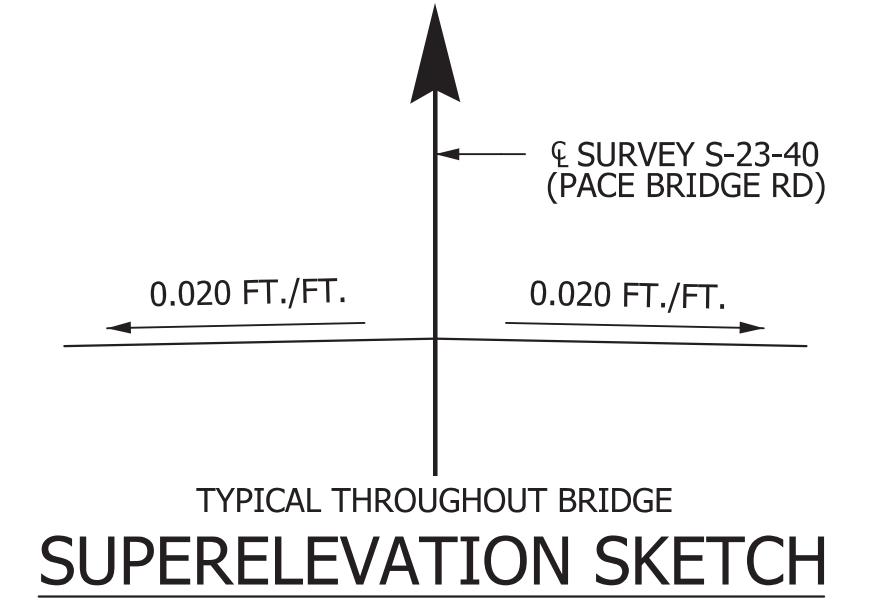 ℄ SURVEY S-23-40
(PACE BRIDGE RD)
0.020 FT./FT.
0.020 FT./FT.
TYPICAL THROUGHOUT BRIDGE
SUPERELEVATION SKETCH